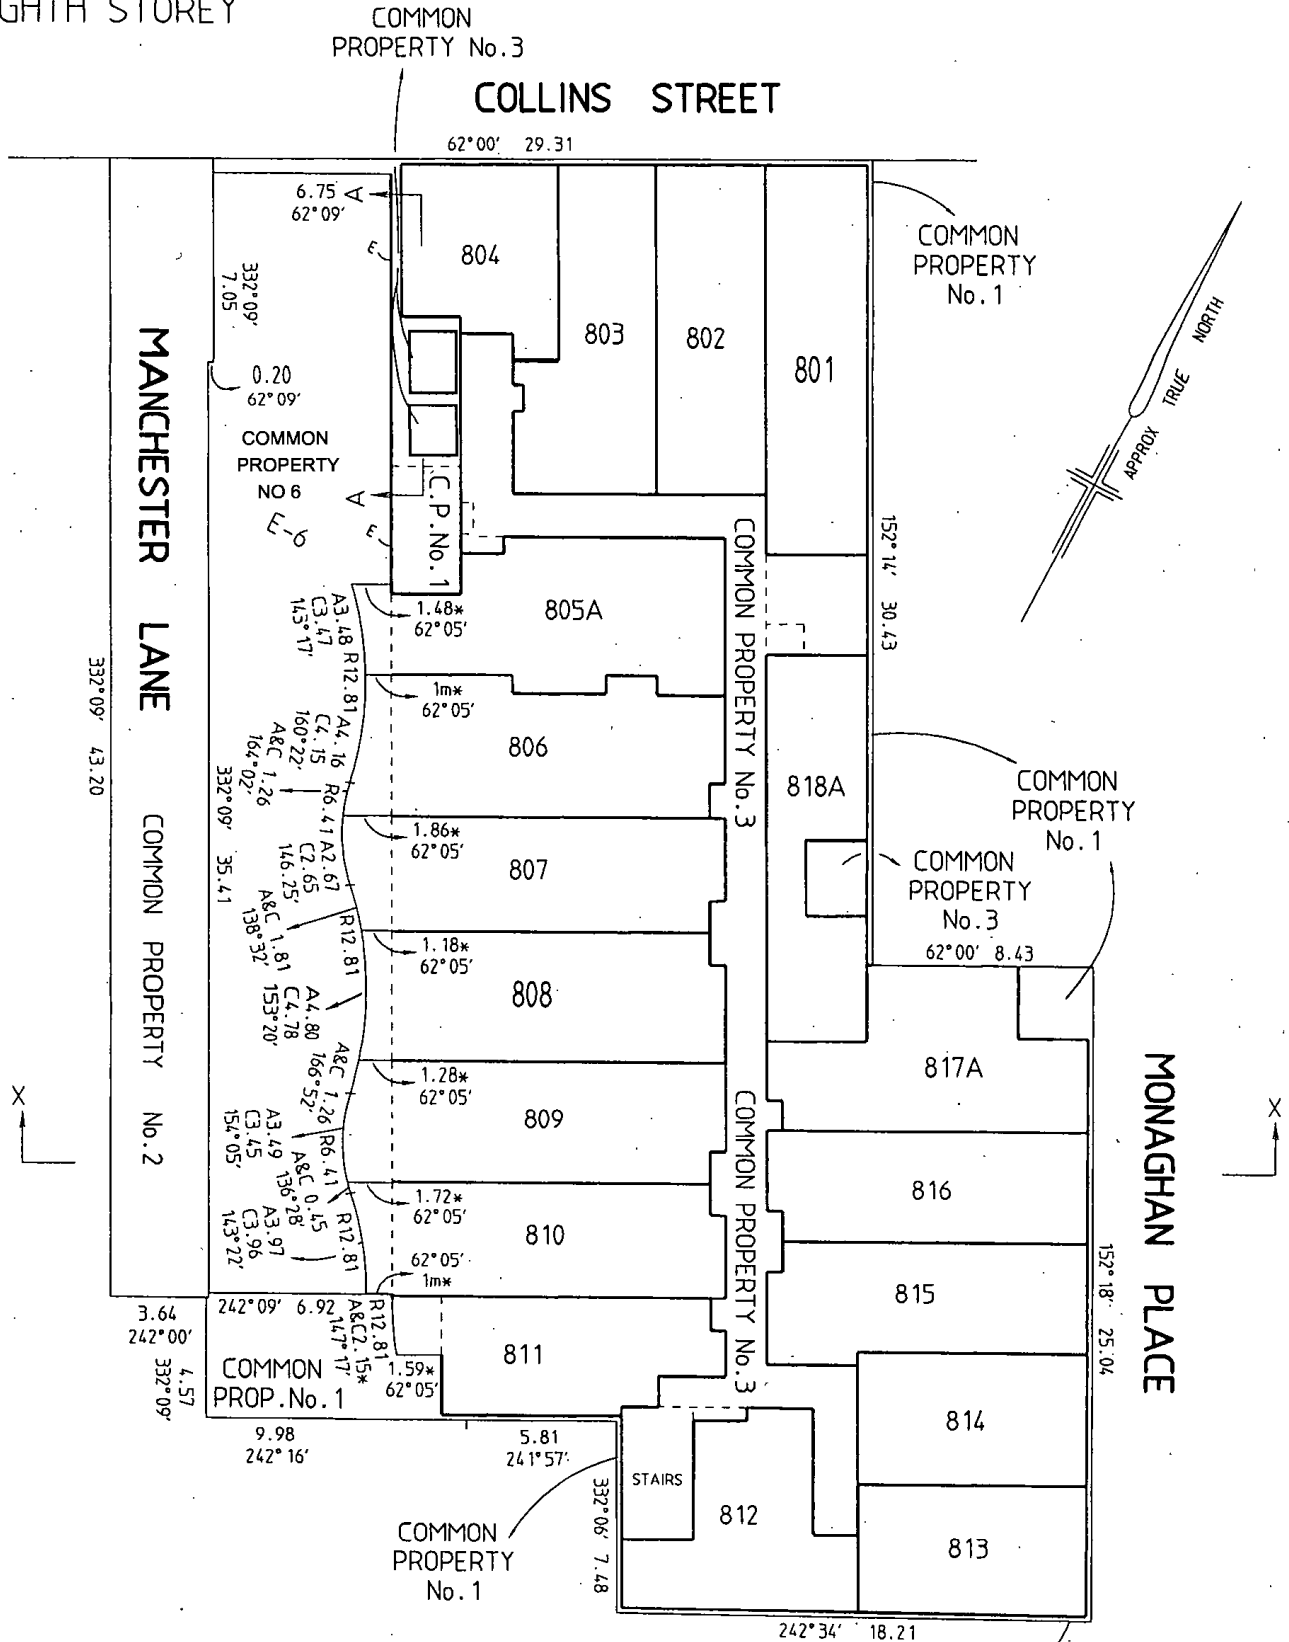 GHTH STOREY
COMMON
PROPERTY No.3
COLLINS STREET
62°00' 29.31
6.75
62°09'
A
E
804
803
802
801
COMMON
PROPERTY
No.1
APPROX TRUE NORTH
332°09'
7.05
0.20
62°09'
COMMON
PROPERTY
NO 6
E-6
A
E
C.P.No.1
MANCHESTER LANE
COMMON PROPERTY No.2
332°09' 43.20
332°09' 35.41
152°14' 30.43
COMMON PROPERTY No.3
805A
1.48*
62°05'
A3.48
C3.47
143°17'
R12.81
1m*
62°05'
806
A4.16
C4.15
160°22'
A&C 1.26
164°02'
R6.41
818A
COMMON
PROPERTY
No.1
1.86*
62°05'
807
A2.67
C2.65
146.25'
A&C 1.81
138°32'
R12.81
COMMON
PROPERTY
No.3
62°00' 8.43
1.18*
62°05'
808
A4.80
C4.78
153°20'
817A
1.28*
62°05'
809
A&C 1.26
166°52'
A3.49
C3.45
154°05'
R6.41
A&C 0.45
136°28'
816
X
X
MONAGHAN PLACE
COMMON PROPERTY No.3
1.72*
62°05'
810
A3.97
C3.96
143°22'
R12.81
62°05'
1m*
815
152°18' 25.04
3.64
242°00'
242°09' 6.92
R12.81
A&C2.15*
147°17'
1.59*
62°05'
811
4.57
332°09'
COMMON
PROP.No.1
814
9.98
242°16'
5.81
241°57'
STAIRS
812
813
332°06' 7.48
COMMON
PROPERTY
No.1
242°34' 18.21